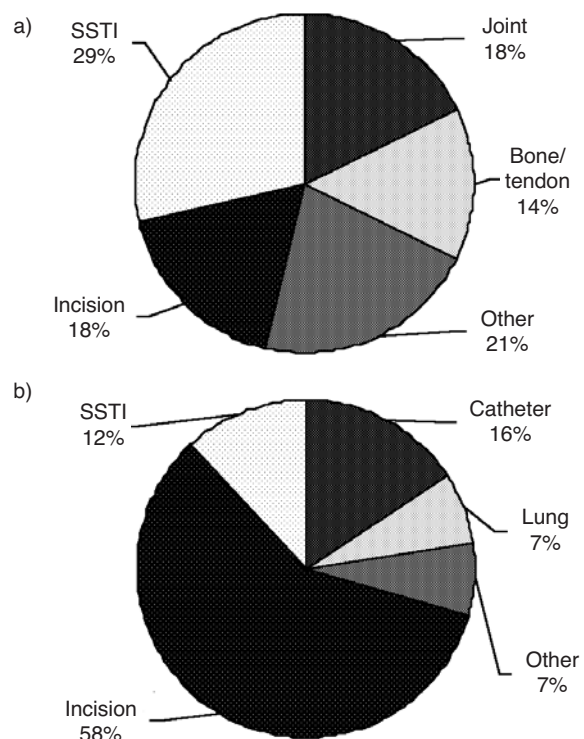 a)
SSTI
29%
Joint
18%
Bone/
tendon
14%
Incision
18%
Other
21%
b)
SSTI
12%
Catheter
16%
Lung
7%
Other
7%
Incision
58%